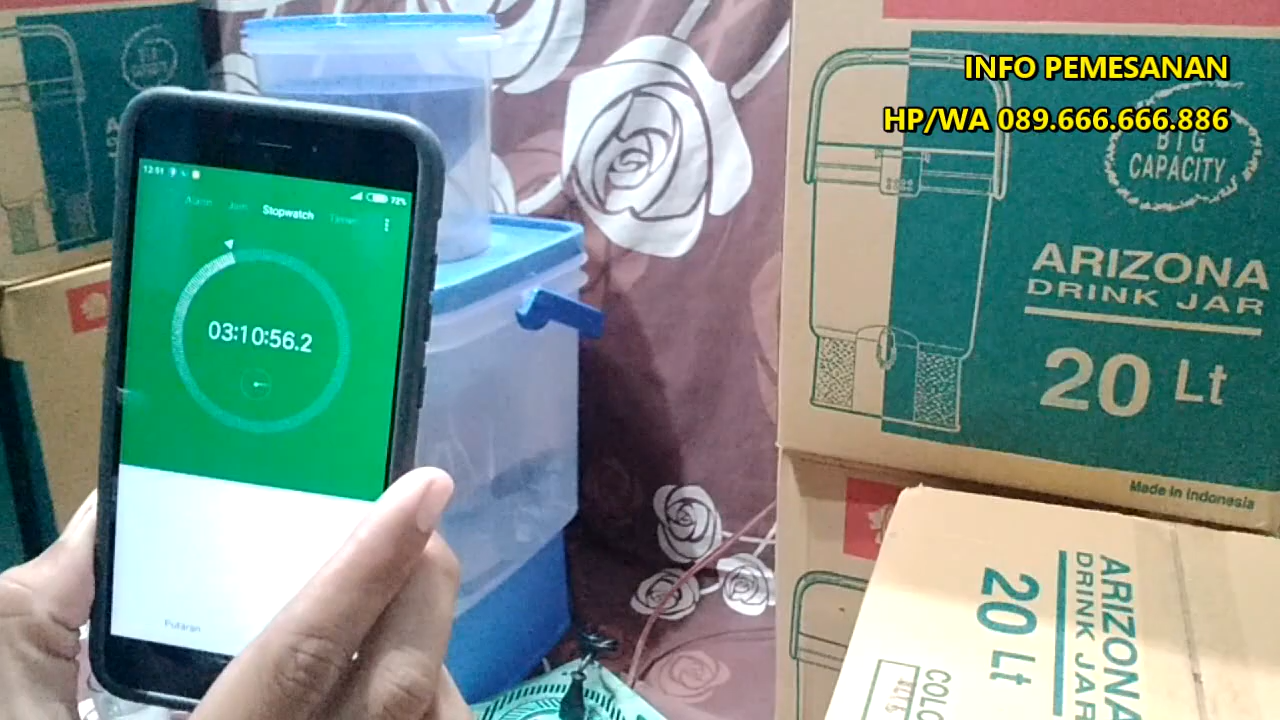 INFO PEMESANAN
HP/WA 089.666.666.886
12:51
72%
Alarm Jam Stopwatch Timer
03:10:56.2
Putaran
BIG
CAPACITY
ARIZONA
DRINK JAR
20 Lt
Made in Indonesia
ARIZONA
DRINK JAR
20 Lt